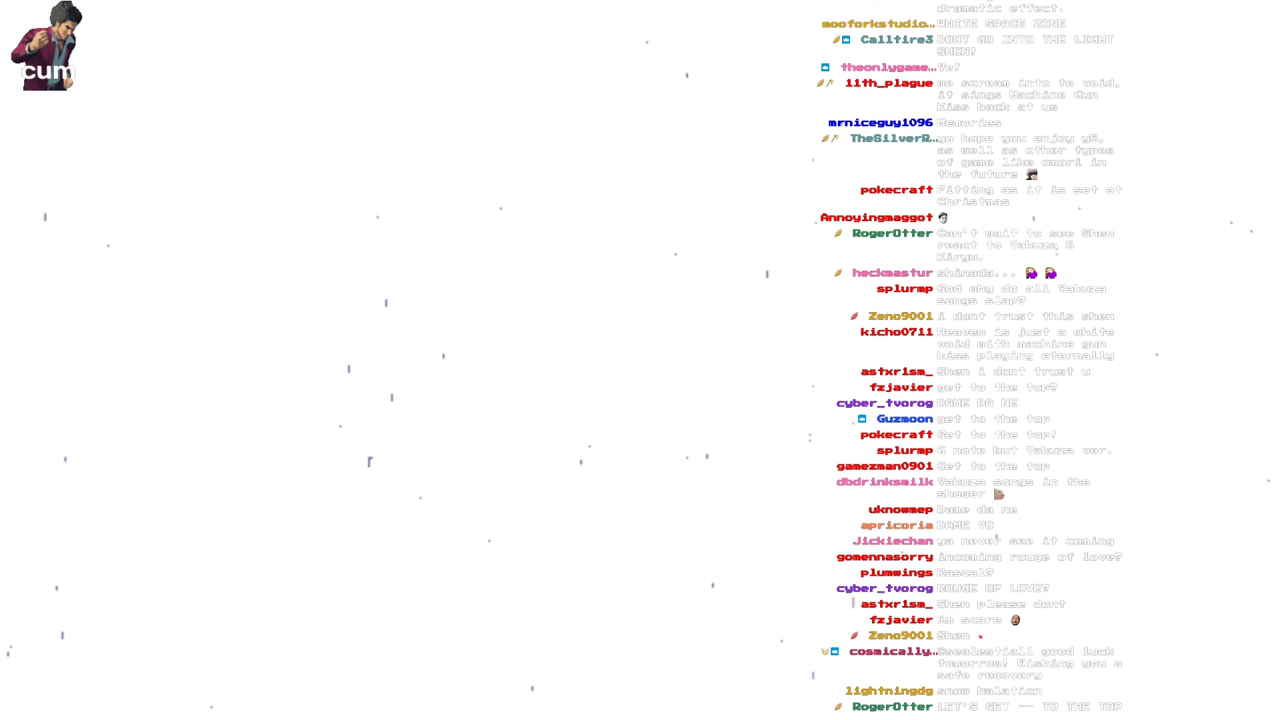 cum
dramatic effect.
mooforkstudio… WHITE SPACE ZONE
Calltire3 DONT GO INTO THE LIGHT
SHEN!
theonlygame… Ye!
11th_plague we scream into te void,
it sings Machine Gun
Kiss back at us
mrniceguy1096 Memories
TheSilverR… yo hope you enjoy y5,
as well as other types
of game like omori in
the future
pokecraft Fitting as it is set at
Christmas
Annoyingmaggot
RogerOtter Can't wait to see Shen
react to Yakuza 5
Kiryu.
heckmastur shinada...
splurmp God why do all Yakuza
songs slap?
Zeno9001 i dont trust this shen
kicho0711 Heaven is just a white
void with machine gun
kiss playing eternally
astxrism_ Shen i dont trust u
fzjavier get to the top?
cyber_tvorog DAME DA NE
Guzmoon get to the top
pokecraft Get to the top!
splurmp G note but Yakuza ver.
gamezman0901 Get to the top
dbdrinksmilk Yakuza songs in the
shower
uknowmep Dame da ne
apricoria DAME YO
Jickiechan ya never see it coming
gomennasorry incoming rouge of love?
plumwings Rascal?
cyber_tvorog ROUGE OF LOVE?
astxrism_ Shen please dont
fzjavier im scare
Zeno9001 Shen
cosmically… good luck
tomorrow! Wishing you a
safe recovery
lightningdg snow halation
RogerOtter LET'S GET -- TO THE TOP